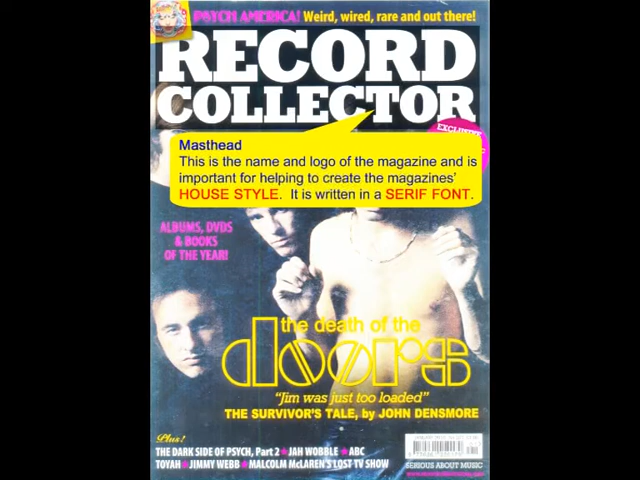 PSYCH AMERICA! Weird, wired, rare and out there!
RECORD
COLLECTOR
EXCLUSIVE
Masthead
This is the name and logo of the magazine and is
important for helping to create the magazines'
HOUSE STYLE. It is written in a SERIF FONT.
ALBUMS, DVDS
& BOOKS
OF THE YEAR!
the death of the
doors
"Jim was just too loaded"
THE SURVIVOR'S TALE, by JOHN DENSMORE
Plus!
THE DARK SIDE OF PSYCH, Part 2 ★ JAH WOBBLE ★ ABC
TOYAH ★ JIMMY WEBB ★ MALCOLM McLAREN'S LOST TV SHOW
SERIOUS ABOUT MUSIC